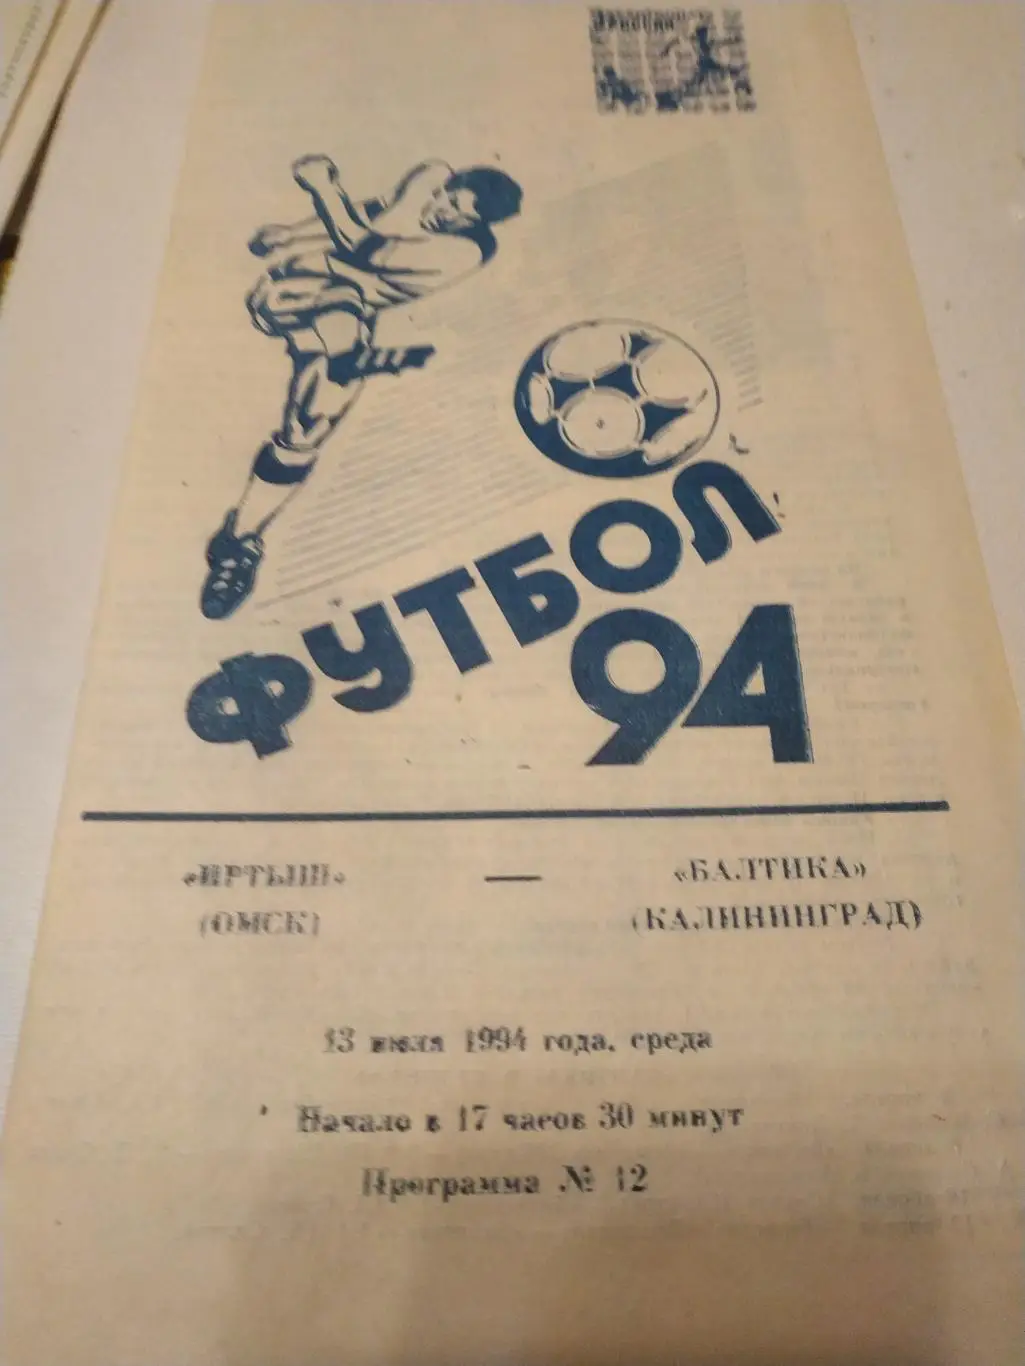 ФУТБОЛ
94
«ИРТЫШ» — «БАЛТИКА»
(ОМСК) (КАЛИНИНГРАД)
13 июля 1994 года, среда
Начало в 17 часов 30 минут
Программа № 12